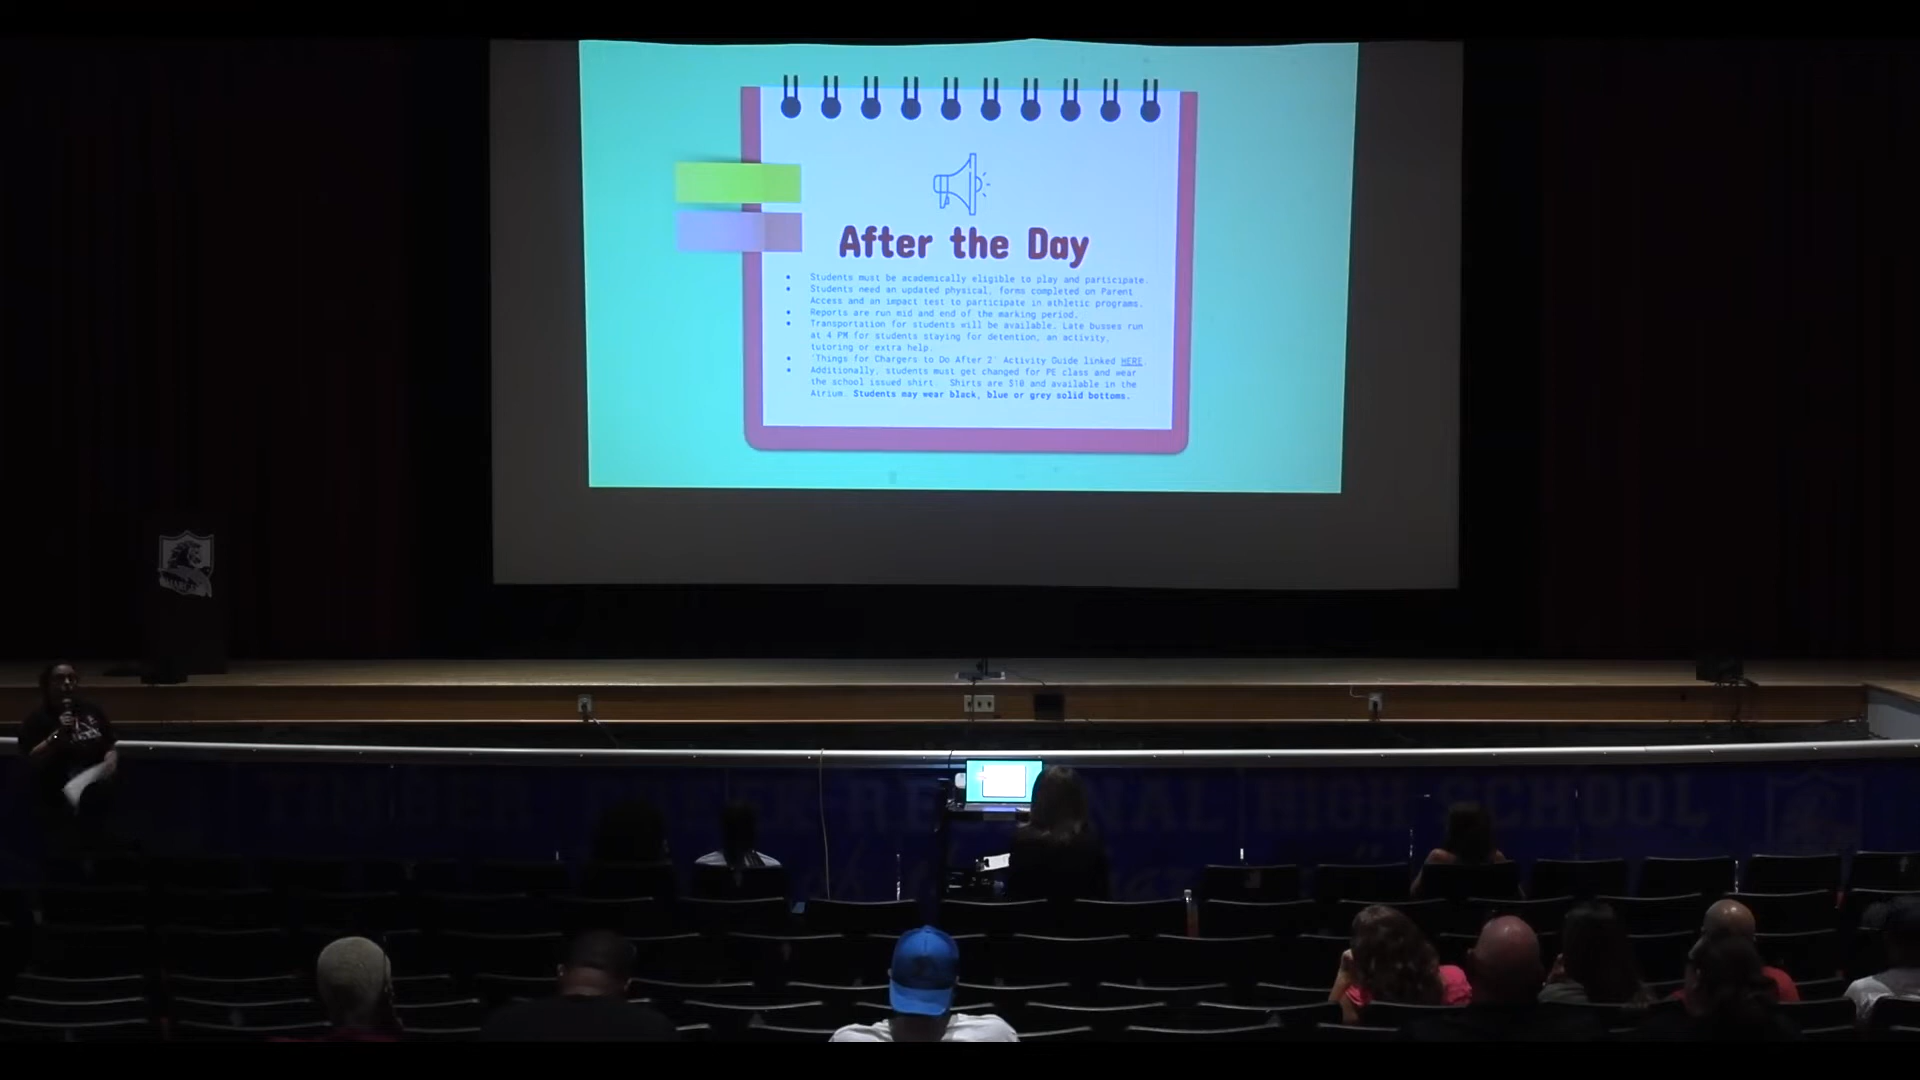 After the Day
• Students must be academically eligible to play and participate.
• Students need an updated physical, forms completed on Parent
Access and an impact test to participate in athletic programs.
• Reports are run mid and end of the marking period.
• Transportation for students will be available. Late busses run
at 4 PM for students staying for detention, an activity,
tutoring or extra help.
• 'Things for Chargers to Do After 2' Activity Guide linked HERE.
• Additionally, students must get changed for PE class and wear
the school issued shirt. Shirts are $10 and available in the
Atrium. Students may wear black, blue or grey solid bottoms.
TIMBER CREEK REGIONAL HIGH SCHOOL